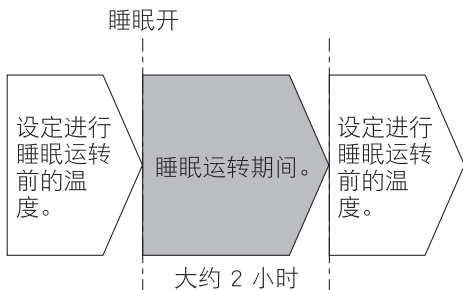 睡眠开
设定进行
睡眠运转
前的温
度。
睡眠运转期间。
设定进行
睡眠运转
前的温
度。
大约 2 小时